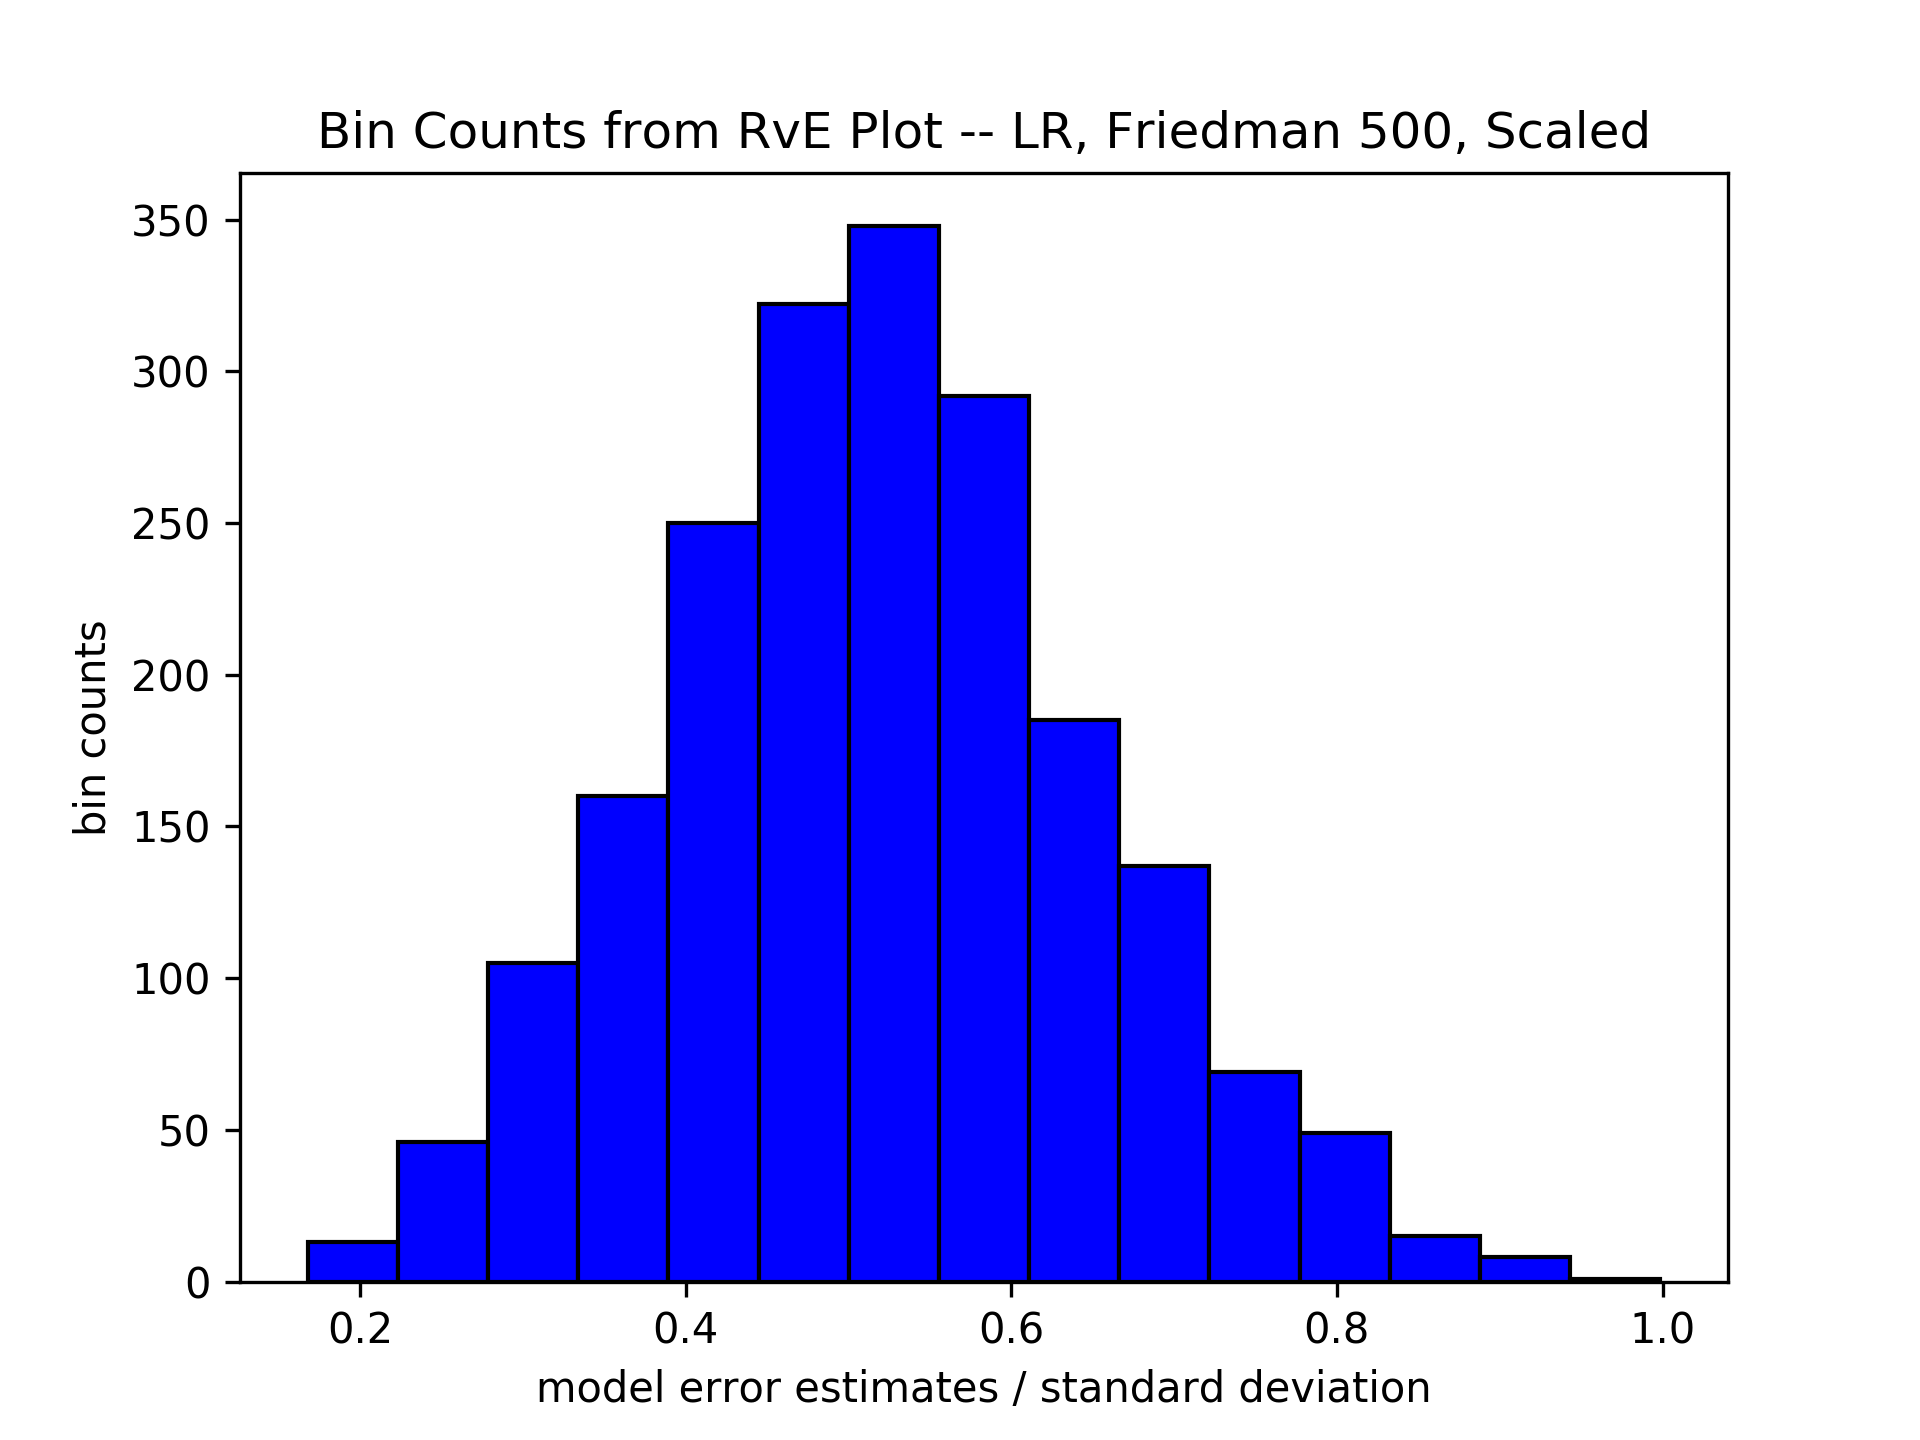 Bin Counts from RvE Plot -- LR, Friedman 500, Scaled
350
300
250
200
150
100
50
0
bin counts
0.2 0.4 0.6 0.8 1.0
model error estimates / standard deviation